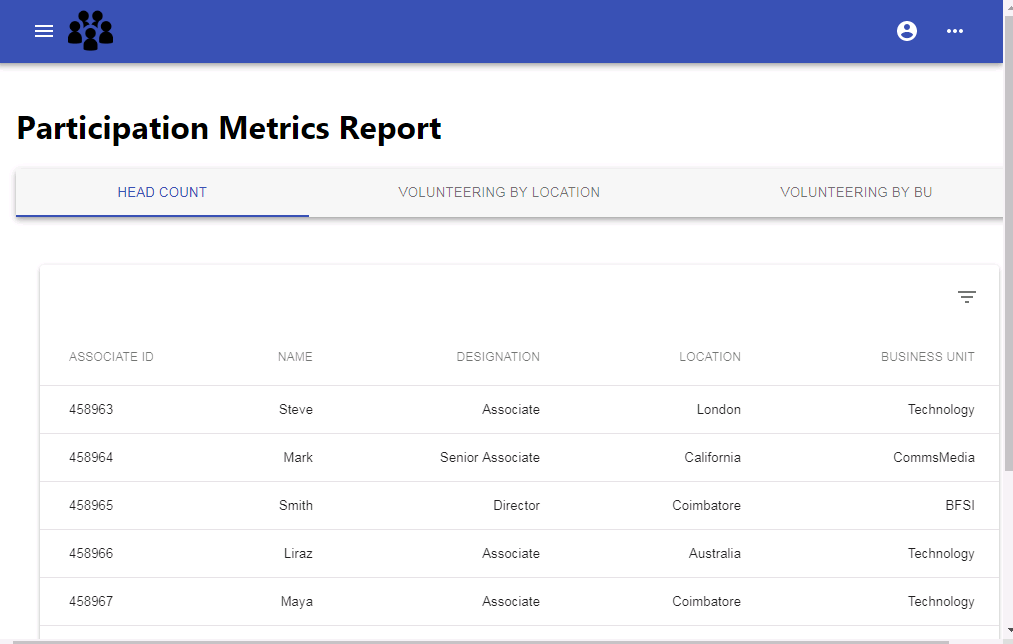 Participation Metrics Report
HEAD COUNT VOLUNTEERING BY LOCATION VOLUNTEERING BY BU
ASSOCIATE ID NAME DESIGNATION LOCATION BUSINESS UNIT
458963 Steve Associate London Technology
458964 Mark Senior Associate California CommsMedia
458965 Smith Director Coimbatore BFSI
458966 Liraz Associate Australia Technology
458967 Maya Associate Coimbatore Technology